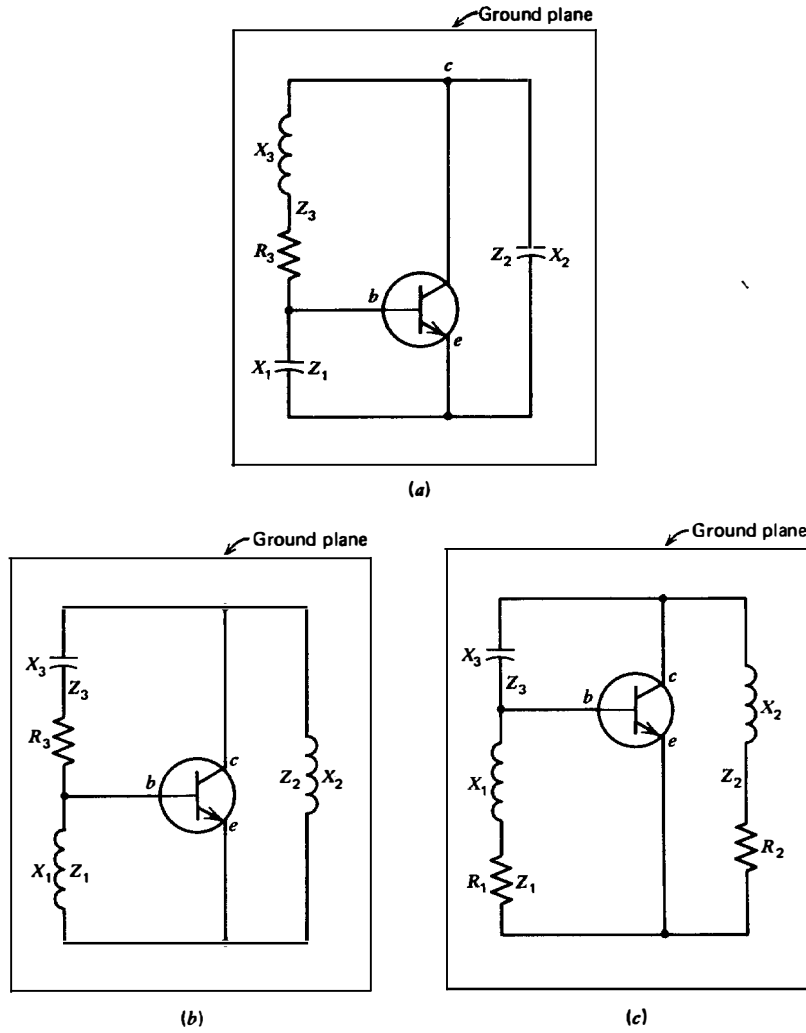 Ground plane
c
X3
Z3
R3
Z2 X2
b
e
X1 Z1
(a)
Ground plane
X3
Z3
R3
c
b
Z2 X2
e
X1 Z1
(b)
Ground plane
X3
Z3
c
b
X2
e
X1
Z2
R2
R1 Z1
(c)